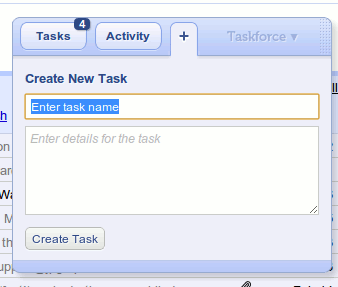 Tasks 4 Activity + Taskforce ▾
Create New Task
Enter task name
Enter details for the task
Create Task